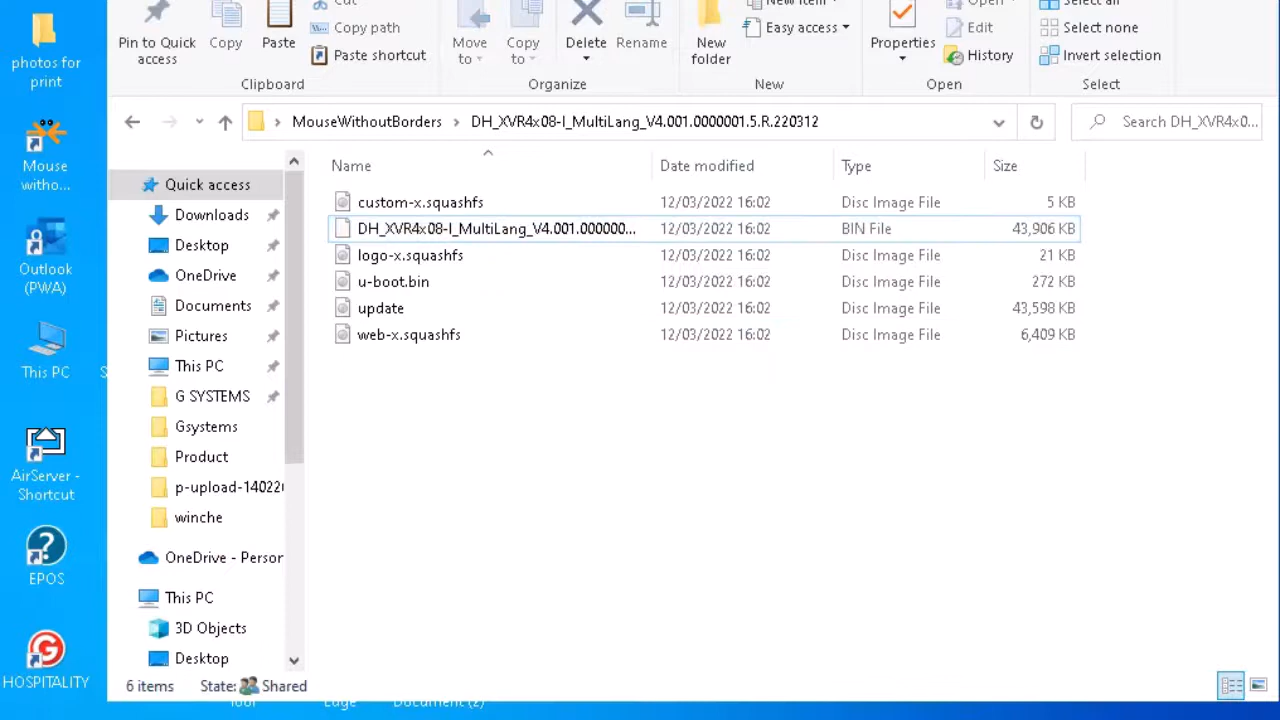 photos for
print
Mouse
witho...
Outlook
(PWA)
This PC
AirServer -
Shortcut
EPOS
HOSPITALITY
Pin to Quick
access
Copy
Paste
Cut
Copy path
Paste shortcut
Clipboard
Move
to
Copy
to
Delete
Rename
Organize
New
folder
New item
Easy access
New
Properties
Open
Edit
History
Open
Select all
Select none
Invert selection
Select
MouseWithoutBorders > DH_XVR4x08-I_MultiLang_V4.001.0000001.5.R.220312
Search DH_XVR4x0...
Name Date modified Type Size
custom-x.squashfs 12/03/2022 16:02 Disc Image File 5 KB
DH_XVR4x08-I_MultiLang_V4.001.000000... 12/03/2022 16:02 BIN File 43,906 KB
logo-x.squashfs 12/03/2022 16:02 Disc Image File 21 KB
u-boot.bin 12/03/2022 16:02 Disc Image File 272 KB
update 12/03/2022 16:02 Disc Image File 43,598 KB
web-x.squashfs 12/03/2022 16:02 Disc Image File 6,409 KB
Quick access
Downloads
Desktop
OneDrive
Documents
Pictures
This PC
G SYSTEMS
Gsystems
Product
p-upload-14022
winche
OneDrive - Person
This PC
3D Objects
Desktop
6 items State: Shared
Tool
Edge
Document (2)